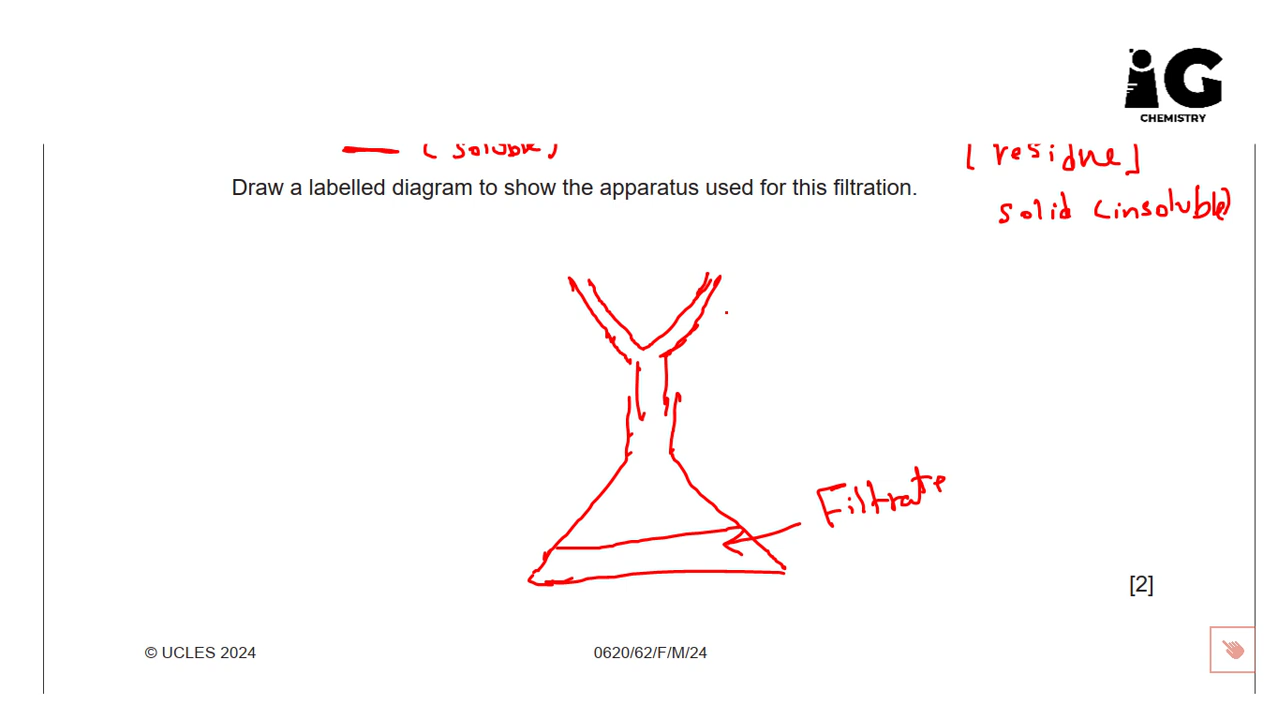 iG
CHEMISTRY
(soluble)
[residue]
Draw a labelled diagram to show the apparatus used for this filtration.
solid (insoluble)
Filtrate
[2]
© UCLES 2024
0620/62/F/M/24